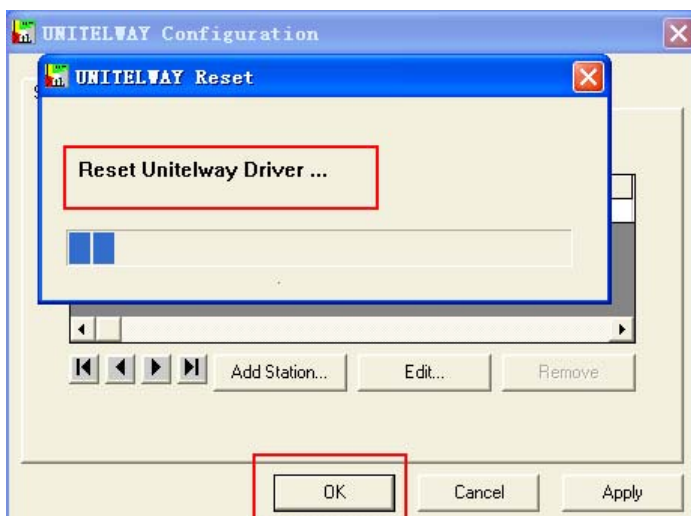 UNITELWAY Configuration
UNITELWAY Reset
Reset Unitelway Driver ...
Add Station...
Edit...
Remove
OK
Cancel
Apply